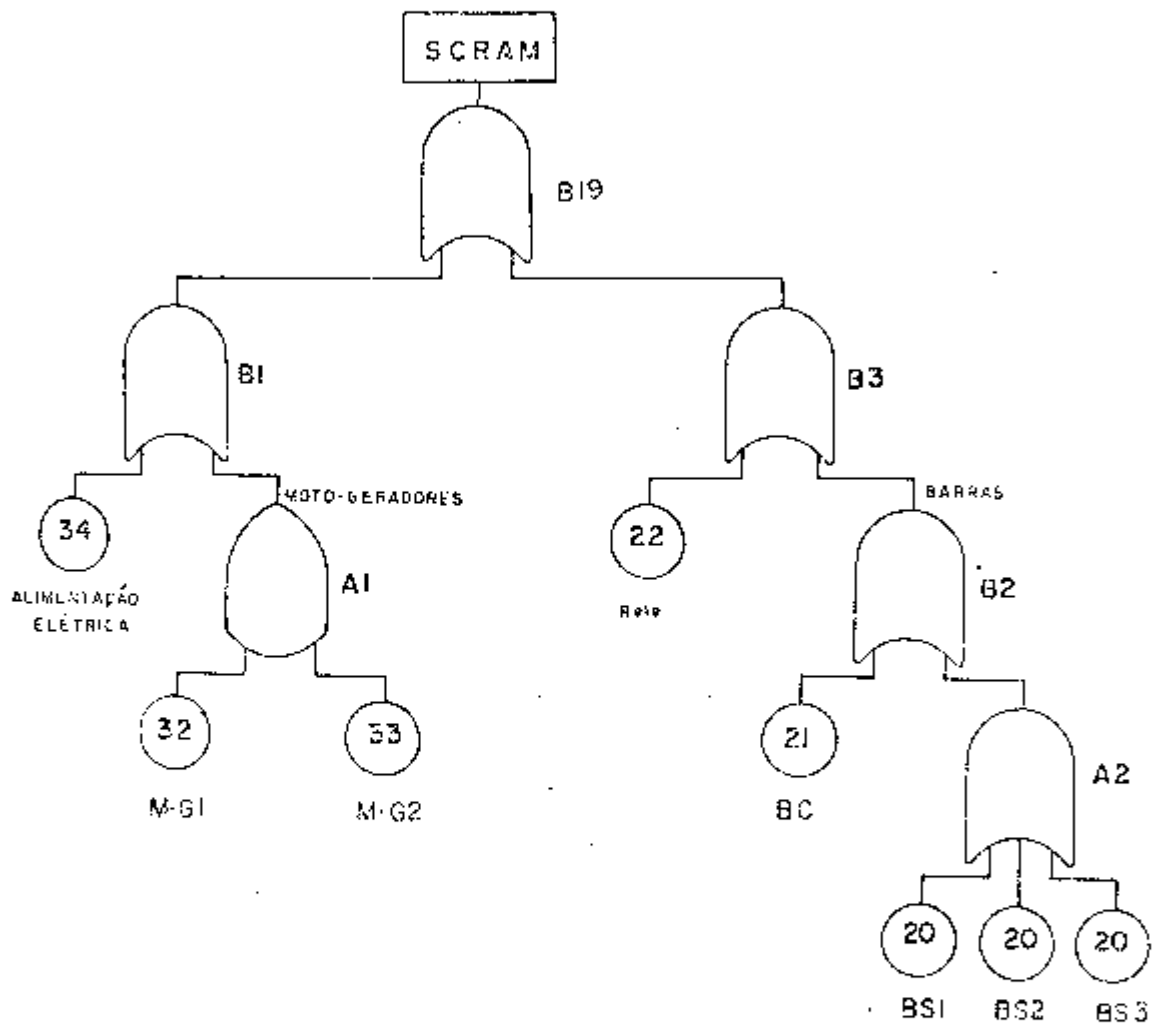 SCRAM
B19
B1
B3
MOTO-GERADORES
BARRAS
34
22
A1
B2
ALIMENTAÇÃO
ELÉTRICA
Rele
32
33
21
A2
M-G1
M-G2
BC
20
20
20
BS1
BS2
BS3